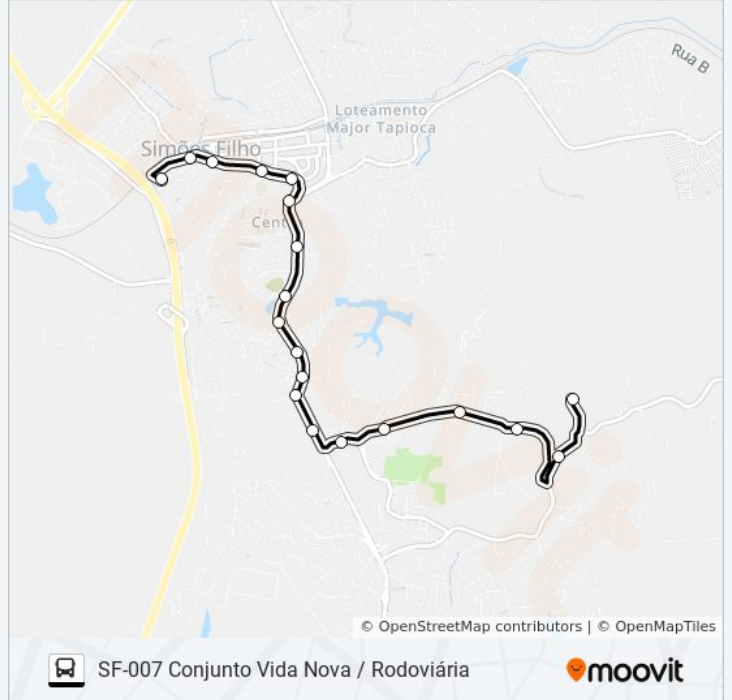 Rua B
Loteamento
Major Tapioca
Simões Filho
Cent
© OpenStreetMap contributors | © OpenMapTiles
SF-007 Conjunto Vida Nova / Rodoviária
moovit